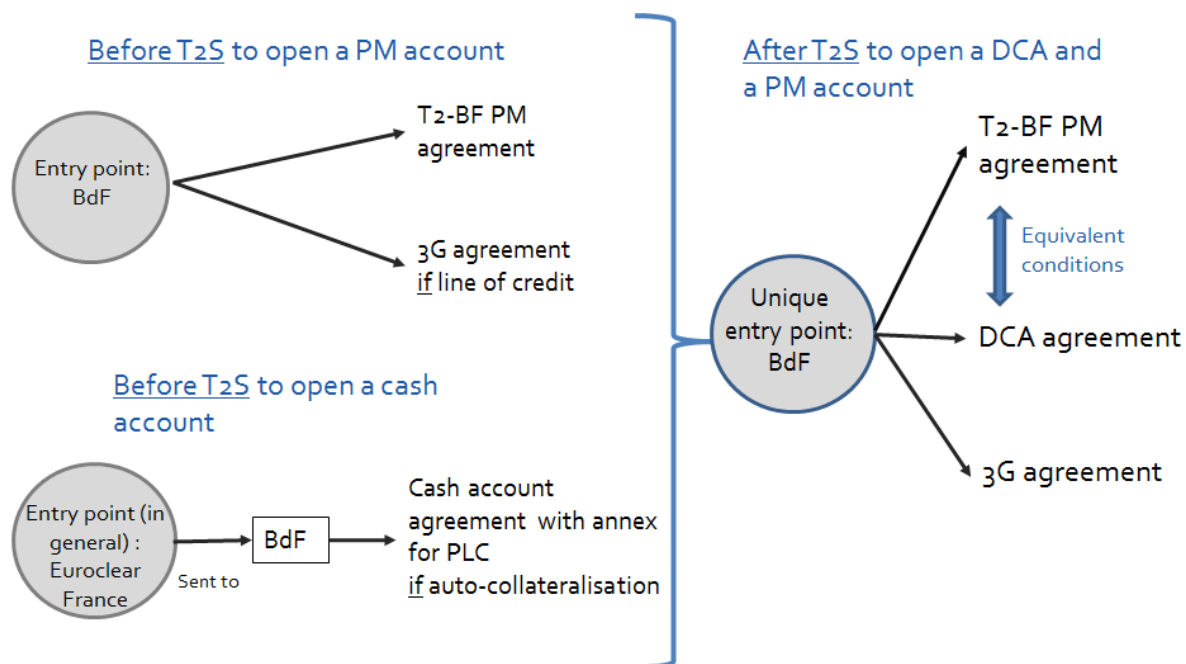 Before T2S to open a PM account
Entry point:
BdF
T2-BF PM
agreement
3G agreement
if line of credit
Before T2S to open a cash
account
Entry point (in
general) :
Euroclear
France
Sent to
BdF
Cash account
agreement with annex
for PLC
if auto-collateralisation
After T2S to open a DCA and
a PM account
Unique
entry point:
BdF
T2-BF PM
agreement
Equivalent
conditions
DCA agreement
3G agreement